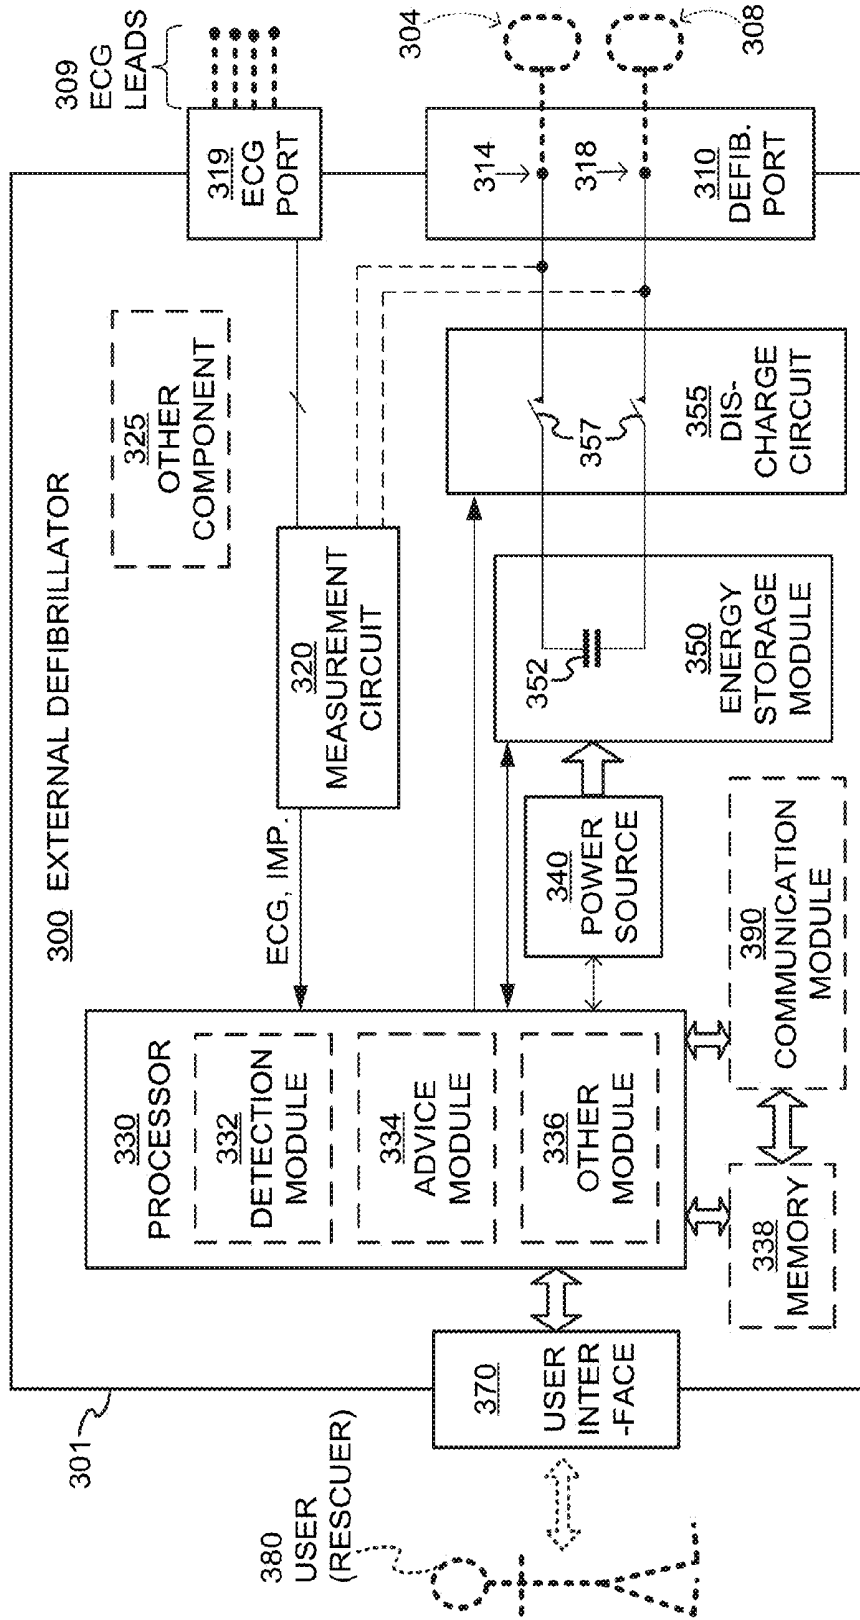 300 EXTERNAL DEFIBRILLATOR
301
309
ECG
LEADS
319
ECG
PORT
304
308
314
318
310
DEFIB.
PORT
325
OTHER
COMPONENT
320
MEASUREMENT
CIRCUIT
ECG, IMP.
357
355
DIS-
CHARGE
CIRCUIT
352
350
ENERGY
STORAGE
MODULE
340
POWER
SOURCE
330
PROCESSOR
332
DETECTION
MODULE
334
ADVICE
MODULE
336
OTHER
MODULE
390
COMMUNICATION
MODULE
338
MEMORY
370
USER
INTER
-FACE
380
USER
(RESCUER)